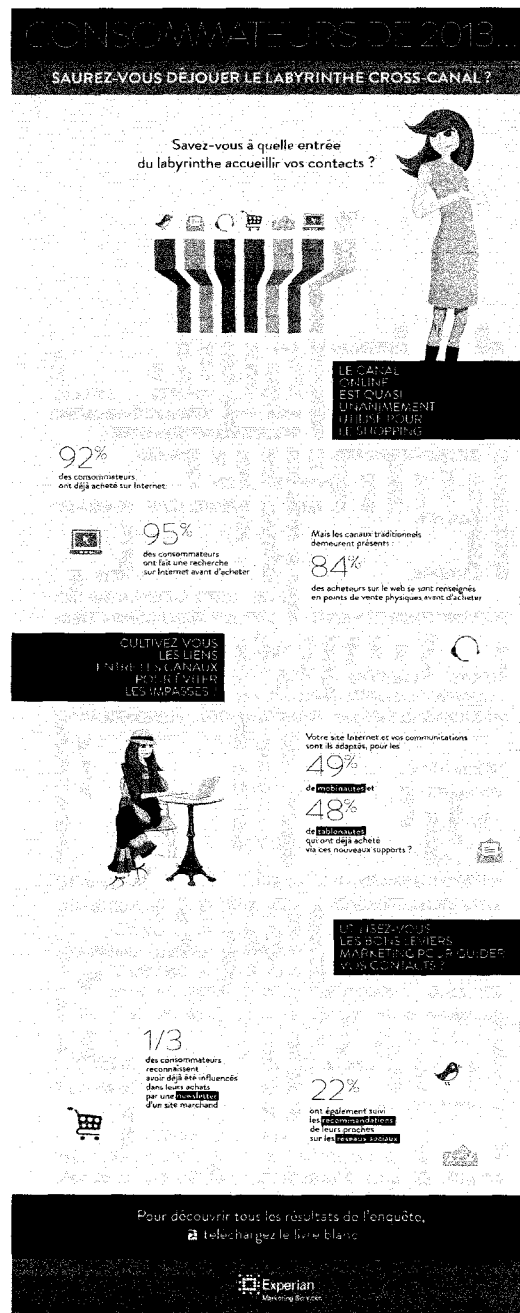 CONSOMMATEURS DE 2013...
SAUREZ-VOUS DÉJOUER LE LABYRINTHE CROSS-CANAL ?
Savez-vous à quelle entrée
du labyrinthe accueillir vos contacts ?
LE CANAL
ONLINE
EST QUASI
UNANIMEMENT
UTILISÉ POUR
LE SHOPPING
92%
des consommateurs
ont déjà acheté sur Internet
95%
des consommateurs
ont fait une recherche
sur Internet avant d'acheter
Mais les canaux traditionnels
demeurent présents :
84%
des acheteurs sur le web se sont renseignés
en points de vente physiques avant d'acheter
CULTIVEZ-VOUS
LES LIENS
ENTRE LES CANAUX
POUR ÉVITER
LES IMPASSES ?
Votre site Internet et vos communications
sont ils adaptés, pour les
49%
de mobinautes et
48%
de tablonautes
qui ont déjà acheté
via ces nouveaux supports ?
UTILISEZ-VOUS
LES BONS LEVIERS
MARKETING POUR GUIDER
VOS CONTACTS ?
1/3
des consommateurs
reconnaissent
avoir déjà été influencés
dans leurs achats
par une newsletter
d'un site marchand
22%
ont également suivi
les recommandations
de leurs proches
sur les réseaux sociaux
Pour découvrir tous les résultats de l'enquête,
téléchargez le livre blanc
Experian
Marketing Services